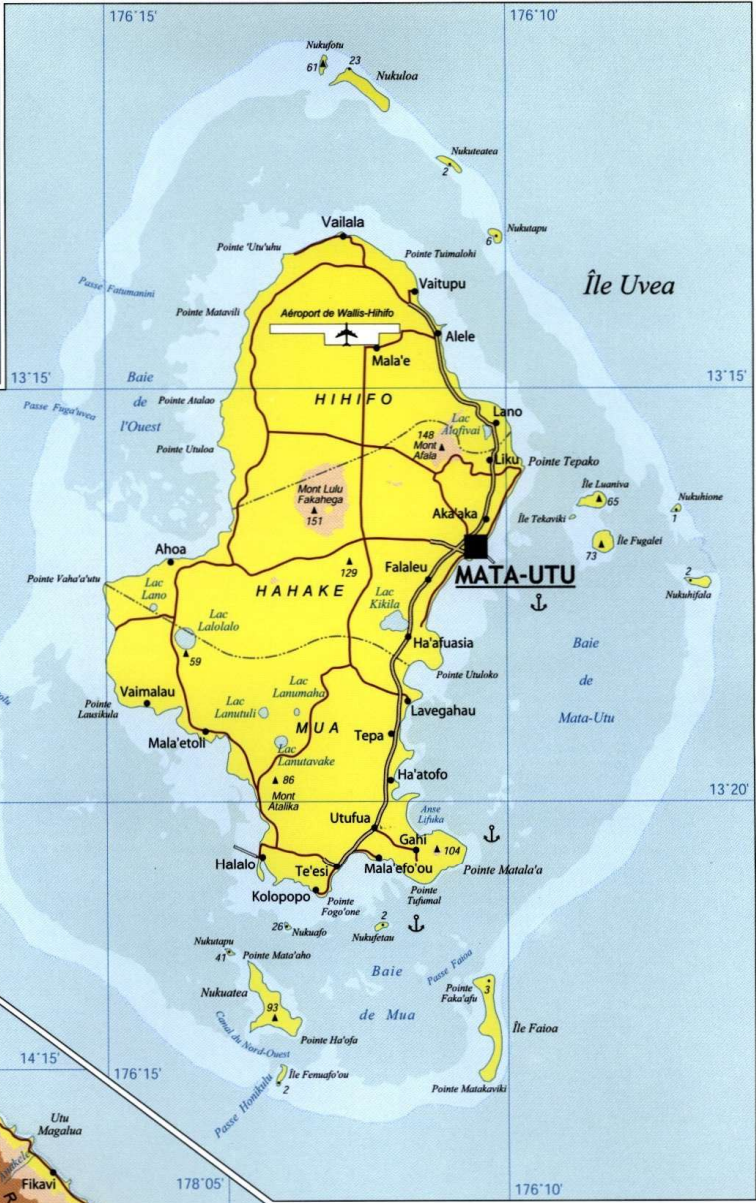 176°15'
176°10'
Nukufotu
61
23
Nukuloa
Nukuteatea
2
Nukutapu
6
Vailala
Pointe 'Utu'uhu
Pointe Tuimalohi
Île Uvea
Passe Fatumanini
Vaitupu
Pointe Matavili
Aéroport de Wallis-Hihifo
Alele
Mala'e
13°15'
13°15'
Baie
de
l'Ouest
Passe Fuga'uvea
Pointe Atalao
HIHIFO
Lano
Lac
Alofivai
148
Mont
Afala
Pointe Utuloa
Liku
Pointe Tepako
Mont Lulu
Fakahega
151
Île Luaniva
65
Nukuhione
1
Aka'aka
Île Tekaviki
Île Fugalei
73
Ahoa
129
Falaleu
MATA-UTU
2
Nukuhifala
Pointe Vaha'a'utu
Lac
Lano
HAHAKE
Lac
Kikila
Lac
Lalolalo
59
Ha'afuasia
Baie
de
Mata-Utu
Pointe Utuloko
Vaimalau
Pointe
Lausikula
Lac
Lanumaha
Lac
Lanutuli
Lavegahau
MUA
Mala'etoli
Tepa
Lac
Lanutavake
86
Mont
Atalika
Ha'atofo
13°20'
Anse
Lifuka
Utufua
Gahi
104
Halalo
Te'esi
Mala'efo'ou
Pointe Matala'a
Kolopopo
Pointe
Fogo'one
Pointe
Tufumal
26
Nukuafo
2
Nukufetau
Nukutapu
41
Pointe Mata'aho
Baie
de Mua
Passe Faioa
Nukuatea
93
Pointe
Faka'afu
3
Île Faioa
Pointe Ha'ofa
Canal du Nord-Ouest
Île Fenuafo'ou
2
Passe Honikulu
Pointe Matakaviki
14°15'
176°15'
Utu
Magalua
Fikavi
178°05'
176°10'